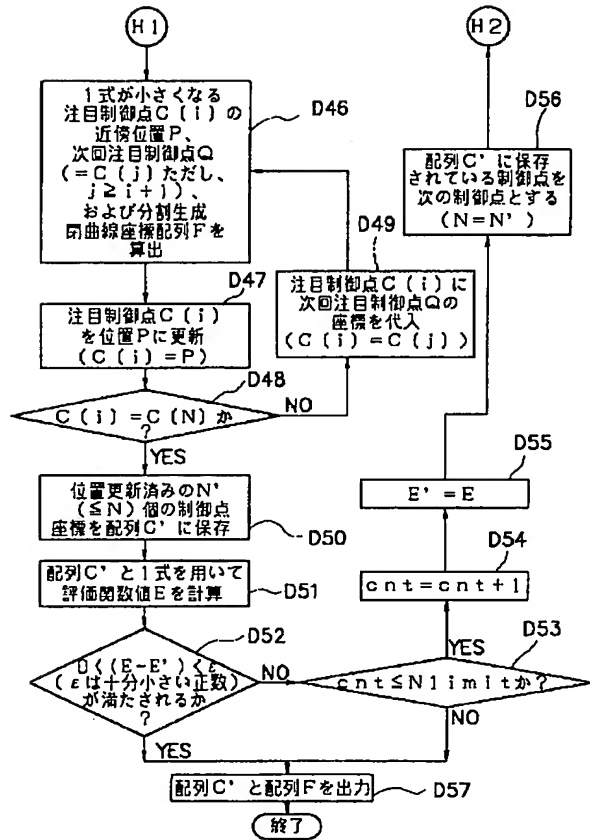 H1
1式が小さくなる
注目制御点C(i)の
近傍位置P、
次回注目制御点Q
(=C(j)ただし、
j≧i+j)、
および分割生成
閉曲線座標配列Fを
算出
D46
D47
注目制御点C(i)
を位置Pに更新
(C(i)=P)
D48
C(i)=C(N)か
?
NO
YES
D49
注目制御点C(i)に
次回注目制御点Qの
座標を代入
(C(i)=C(j))
位置更新済みのN'
(≦N)個の制御点
座標を配列C'に保存
D50
配列C'と1式を用いて
評価関数値Eを計算
D51
D52
0<(E-E')<ε
(εは十分小さい正数)
が満たされるか
?
NO
YES
D53
cnt≦Nlimitか?
YES
NO
D54
cnt=cnt+1
D55
E'=E
D56
配列C'に保存
されている制御点を
次の制御点とする
(N=N')
H2
配列C'と配列Fを出力
D57
終了